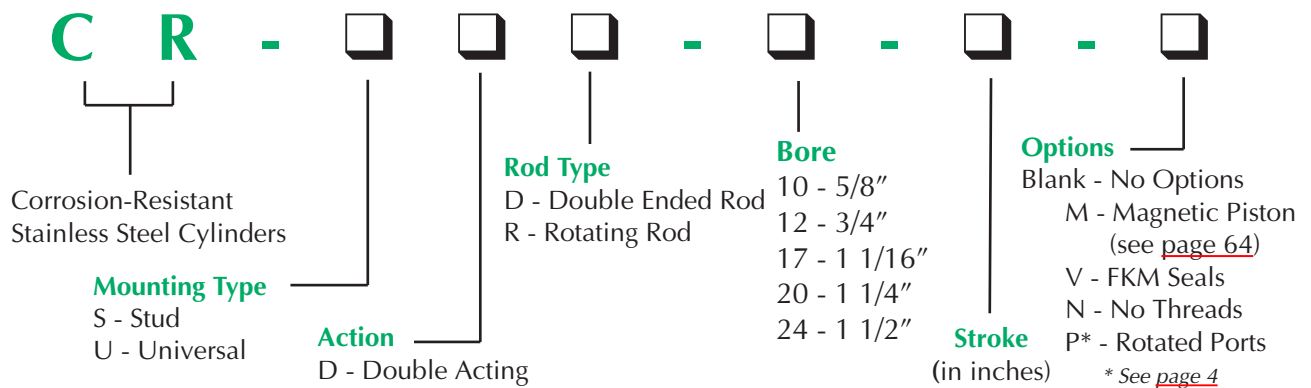 C R - - - -
Corrosion-Resistant
Stainless Steel Cylinders
Mounting Type
S - Stud
U - Universal
Action
D - Double Acting
Rod Type
D - Double Ended Rod
R - Rotating Rod
Bore
10 - 5/8″
12 - 3/4″
17 - 1 1/16″
20 - 1 1/4″
24 - 1 1/2″
Stroke
(in inches)
Options
Blank - No Options
M - Magnetic Piston
(see page 64)
V - FKM Seals
N - No Threads
P* - Rotated Ports
* See page 4